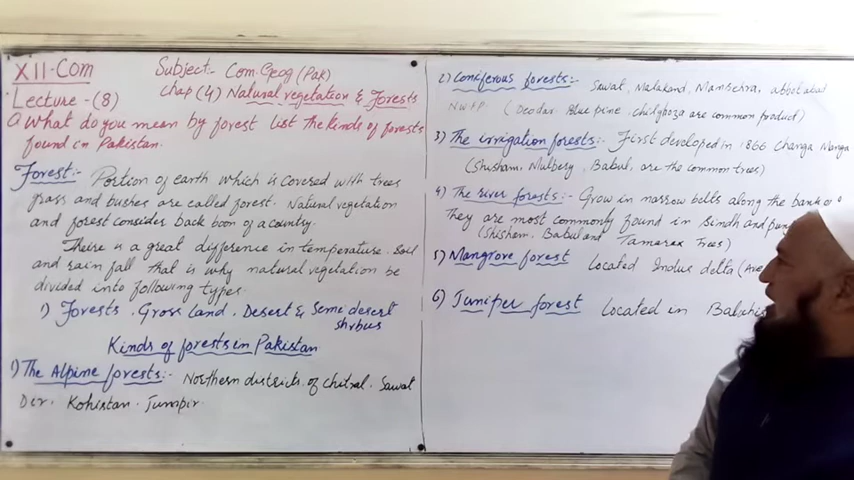 XII-Com
Subject:- Com.Geog (Pak)
Lecture-(8)
Chap (4) Natural vegetation & Forests
Q What do you mean by forest list The kinds of forests
found in Pakistan.
Forest:- Portion of earth which is covered with trees
grass and bushes are called forest. Natural vegetation
and forest considers back boon of a country.
Theire is a great difference in temperature. Soil
and rain fall that is why natural vegetation be
divided into following types.
1) Forests. Gross land. Desert & Semi desert
shrbus
Kinds of forests in Pakistan
1) The Alpine forests:- Northern districts of chitral. Sawat
Dir. Kohistan. Junipir.
2) Coniferous forests:- Sawat, Malakand, Mansehra, abbotabad
N.W.F.P (Deodar. Blue pine, chilghoza are common product)
3) The irrigation forests:- First developed in 1866 Changa Manga
(Shisham, Mulbery, Babul, are the common trees)
4) The river forests:- Grow in narrow belts along the bank of
They are most commonly found in Sindh and
(Shisham. Babul and Tamarex Trees)
5) Mangrove forest Located Indus delta
6) Juniper forest Located in